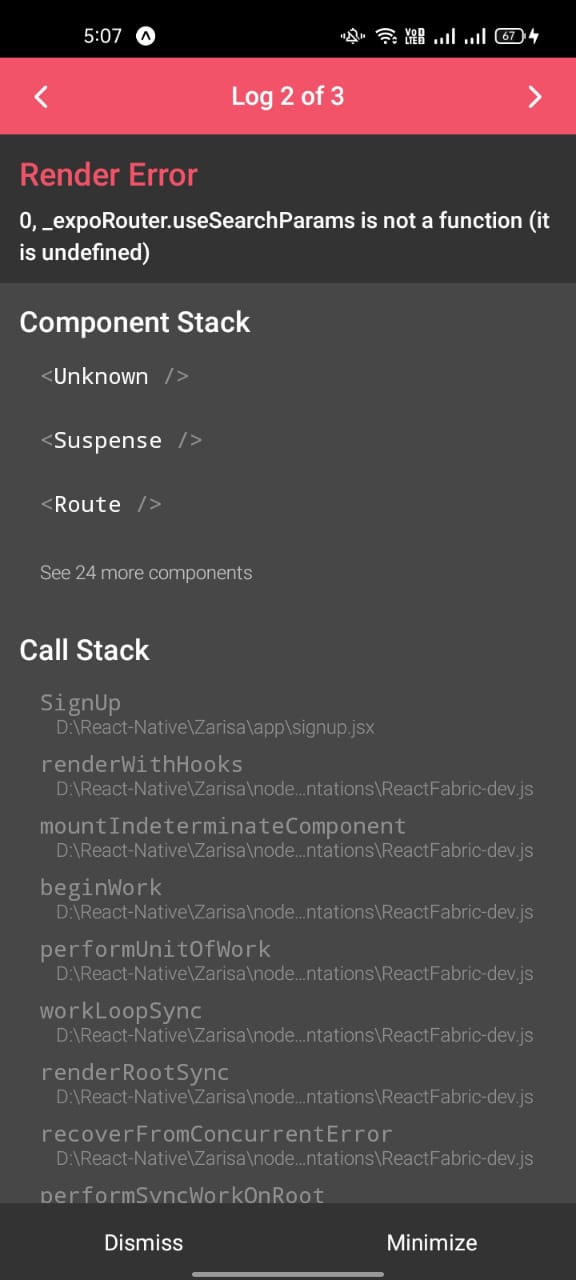 5:07
VO
LTE
67
Log 2 of 3
Render Error
0, _expoRouter.useSearchParams is not a function (it
is undefined)
Component Stack
<Unknown />
<Suspense />
<Route />
See 24 more components
Call Stack
SignUp
D:\React-Native\Zarisa\app\signup.jsx
renderWithHooks
D:\React-Native\Zarisa\node...ntations\ReactFabric-dev.js
mountIndeterminateComponent
D:\React-Native\Zarisa\node...ntations\ReactFabric-dev.js
beginWork
D:\React-Native\Zarisa\node...ntations\ReactFabric-dev.js
performUnitOfWork
D:\React-Native\Zarisa\node...ntations\ReactFabric-dev.js
workLoopSync
D:\React-Native\Zarisa\node...ntations\ReactFabric-dev.js
renderRootSync
D:\React-Native\Zarisa\node...ntations\ReactFabric-dev.js
recoverFromConcurrentError
D:\React-Native\Zarisa\node...ntations\ReactFabric-dev.js
performSyncWorkOnRoot
Dismiss
Minimize